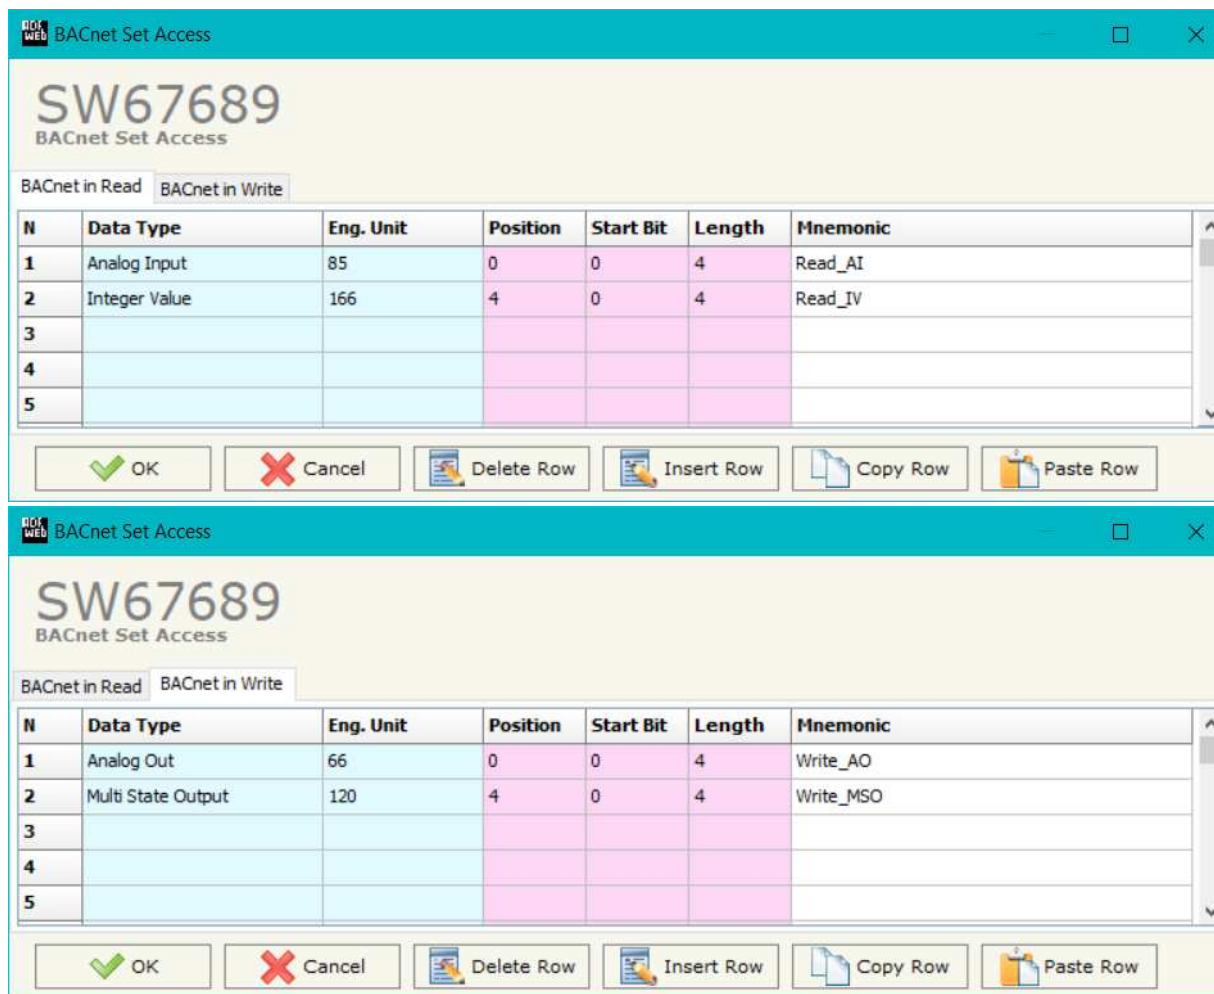 ADF WEB BACnet Set Access
SW67689
BACnet Set Access
BACnet in Read BACnet in Write
N Data Type Eng. Unit Position Start Bit Length Mnemonic
1 Analog Input 85 0 0 4 Read_AI
2 Integer Value 166 4 0 4 Read_IV
3
4
5
OK Cancel Delete Row Insert Row Copy Row Paste Row
ADF WEB BACnet Set Access
SW67689
BACnet Set Access
BACnet in Read BACnet in Write
N Data Type Eng. Unit Position Start Bit Length Mnemonic
1 Analog Out 66 0 0 4 Write_AO
2 Multi State Output 120 4 0 4 Write_MSO
3
4
5
OK Cancel Delete Row Insert Row Copy Row Paste Row